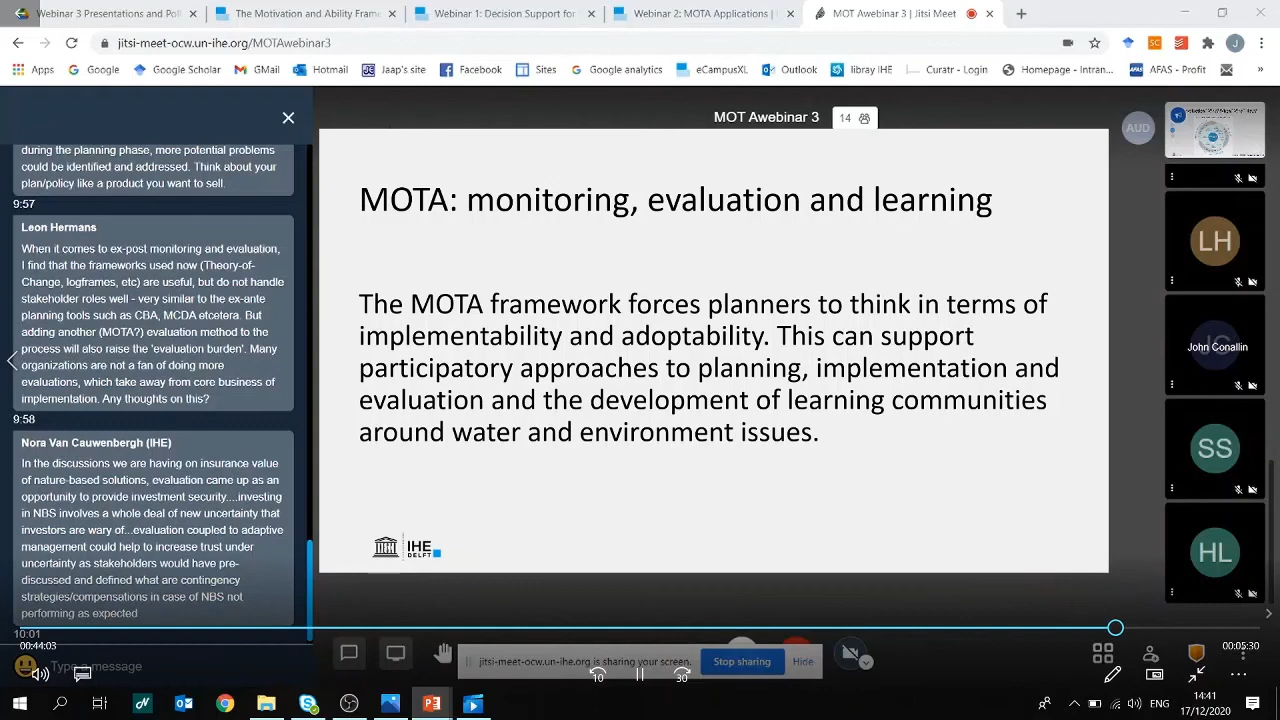 Webinar 3 Presentations and Poll
The Motivation and Ability Frame
Webinar 1: Decision Support for
Webinar 2: MOTA Applications |
MOT Awebinar 3 | Jitsi Meet
jitsi-meet-ocw.un-ihe.org/MOTAwebinar3
J
Apps
Google
Google Scholar
GMail
Hotmail
Jaap's site
Facebook
Sites
Google analytics
eCampusXL
Outlook
libray IHE
Curatr - Login
Homepage - Intran...
AFAS - Profit
»
during the planning phase, more potential problems
could be identified and addressed. Think about your
plan/policy like a product you want to sell.
9:57
Leon Hermans
When it comes to ex-post monitoring and evaluation,
I find that the frameworks used now (Theory-of-
Change, logframes, etc) are useful, but do not handle
stakeholder roles well - very similar to the ex-ante
planning tools such as CBA, MCDA etcetera. But
adding another (MOTA?) evaluation method to the
process will also raise the 'evaluation burden'. Many
organizations are not a fan of doing more
evaluations, which take away from core business of
implementation. Any thoughts on this?
9:58
Nora Van Cauwenbergh (IHE)
In the discussions we are having on insurance value
of nature-based solutions, evaluation came up as an
opportunity to provide investment security....investing
in NBS involves a whole deal of new uncertainty that
investors are wary of...evaluation coupled to adaptive
management could help to increase trust under
uncertainty as stakeholders would have pre-
discussed and defined what are contingency
strategies/compensations in case of NBS not
performing as expected
10:01
00:44:03
Type a message
MOT Awebinar 3
14
MOTA: monitoring, evaluation and learning
The MOTA framework forces planners to think in terms of
implementability and adoptability. This can support
participatory approaches to planning, implementation and
evaluation and the development of learning communities
around water and environment issues.
IHE
DELFT
AUD
LH
John Conallin
SS
HL
jitsi-meet-ocw.un-ihe.org is sharing your screen.
Stop sharing
Hide
10
30
00:05:30
ENG
14:41
17/12/2020